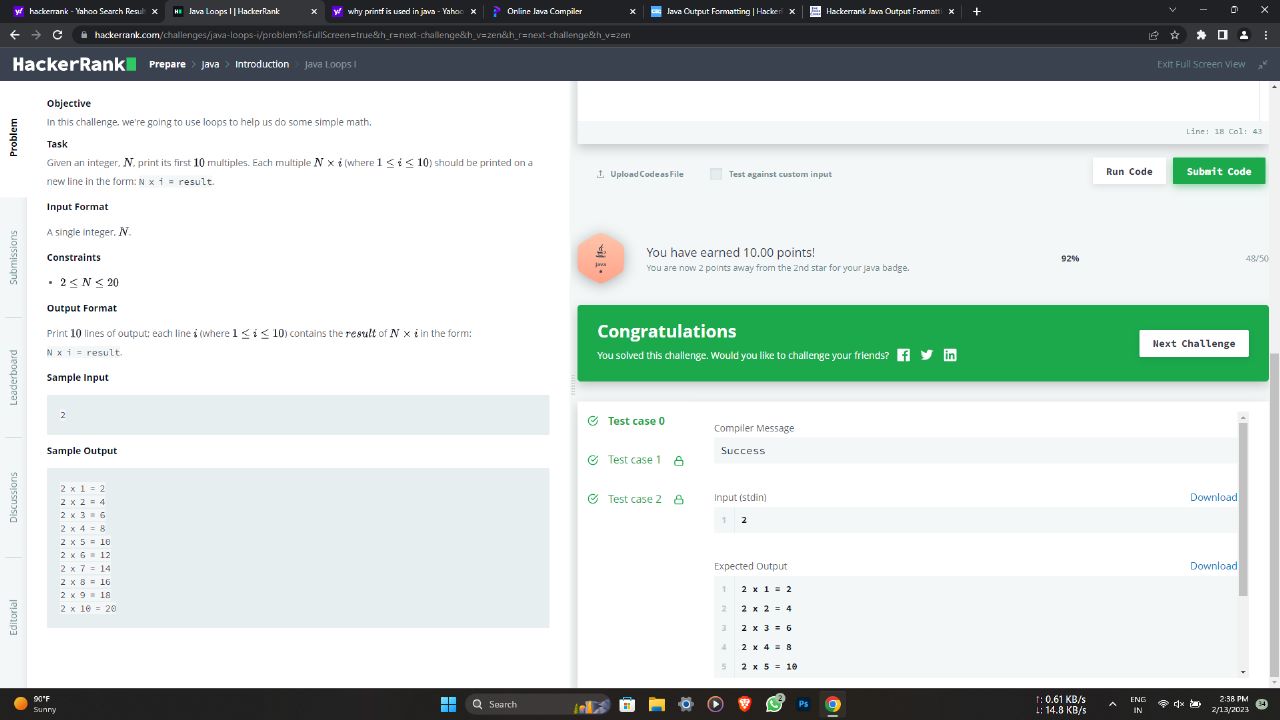 hackerrank - Yahoo Search Resul
Java Loops I | HackerRank
why printf is used in java - Yahoo
Online Java Compiler
Java Output Formatting | Hacker
Hackerrank Java Output Formatt
hackerrank.com/challenges/java-loops-i/problem?isFullScreen=true&h_r=next-challenge&h_v=zen&h_r=next-challenge&h_v=zen
HackerRank
Prepare > Java > Introduction > Java Loops I
Exit Full Screen View
Problem
Submissions
Leaderboard
Discussions
Editorial
Objective
In this challenge, we're going to use loops to help us do some simple math.
Task
Given an integer, N, print its first 10 multiples. Each multiple N × i (where 1 ≤ i ≤ 10) should be printed on a
new line in the form: N x i = result.
Input Format
A single integer, N.
Constraints
• 2 ≤ N ≤ 20
Output Format
Print 10 lines of output; each line i (where 1 ≤ i ≤ 10) contains the result of N × i in the form:
N x i = result.
Sample Input
2
Sample Output
2 x 1 = 2
2 x 2 = 4
2 x 3 = 6
2 x 4 = 8
2 x 5 = 10
2 x 6 = 12
2 x 7 = 14
2 x 8 = 16
2 x 9 = 18
2 x 10 = 20
Line: 18 Col: 43
Upload Code as File
Test against custom input
Run Code
Submit Code
Java
You have earned 10.00 points!
You are now 2 points away from the 2nd star for your java badge.
92%
48/50
Congratulations
You solved this challenge. Would you like to challenge your friends?
Next Challenge
Test case 0
Test case 1
Test case 2
Compiler Message
Success
Input (stdin)
Download
1 2
Expected Output
Download
1 2 x 1 = 2
2 2 x 2 = 4
3 2 x 3 = 6
4 2 x 4 = 8
5 2 x 5 = 10
90°F
Sunny
Search
2
Ps
↑: 0.61 KB/s
↓: 14.8 KB/s
ENG
IN
2:38 PM
2/13/2023
34